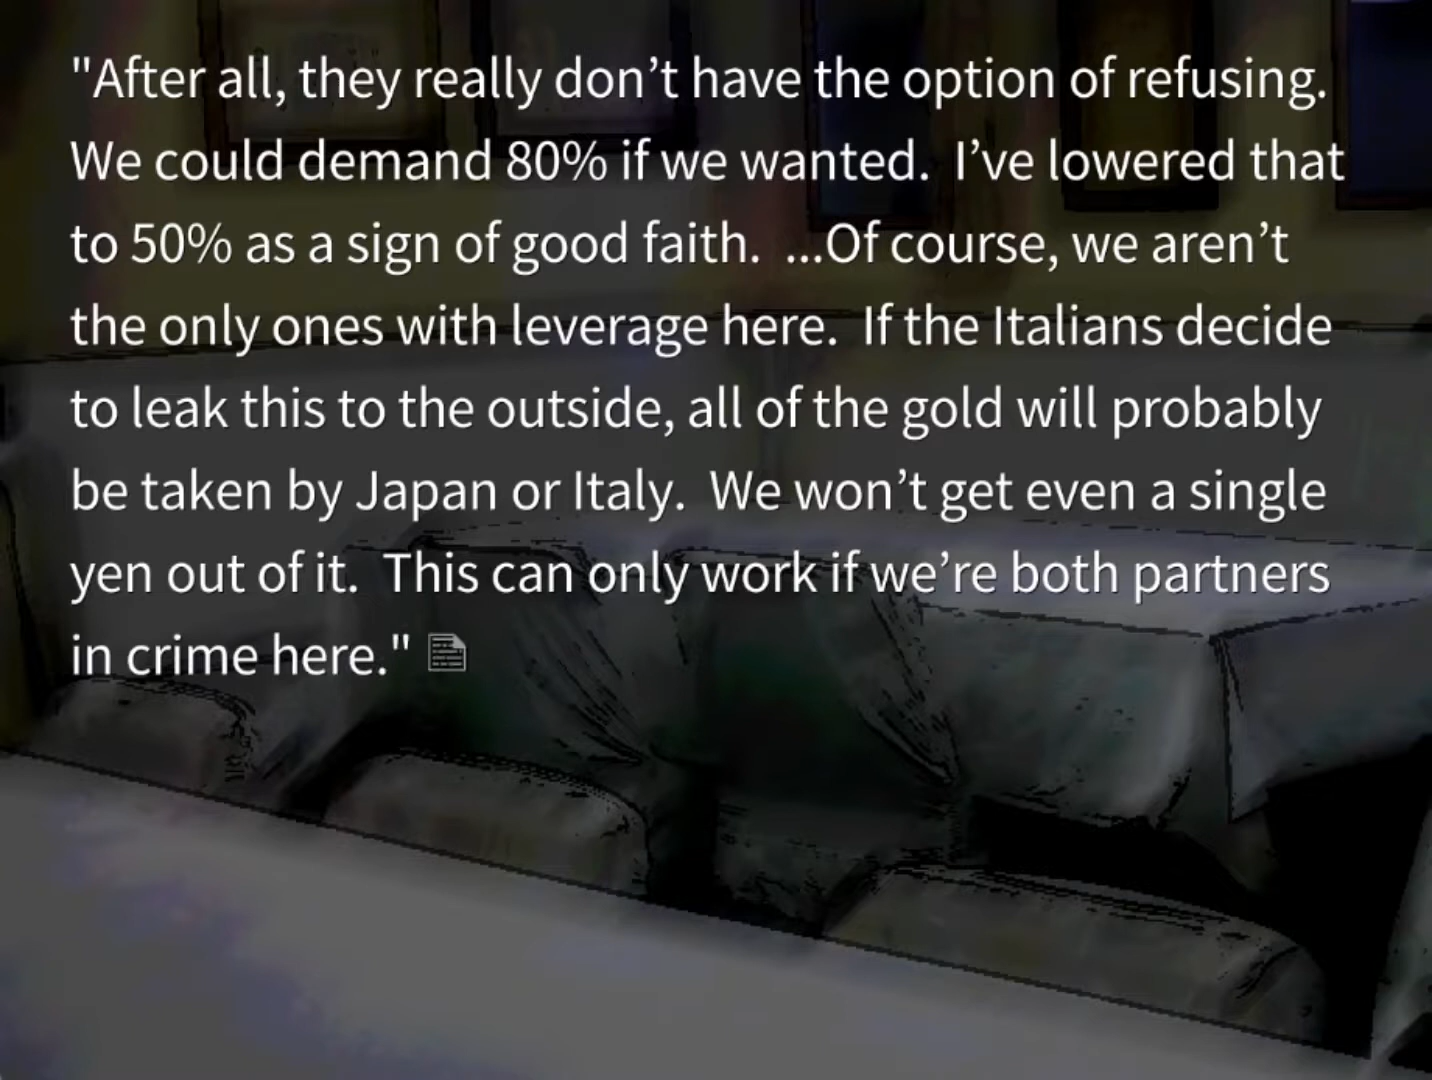 "After all, they really don’t have the option of refusing.
We could demand 80% if we wanted.  I’ve lowered that
to 50% as a sign of good faith.  ...Of course, we aren’t
the only ones with leverage here.  If the Italians decide
to leak this to the outside, all of the gold will probably
be taken by Japan or Italy.  We won’t get even a single
yen out of it.  This can only work if we’re both partners
in crime here."